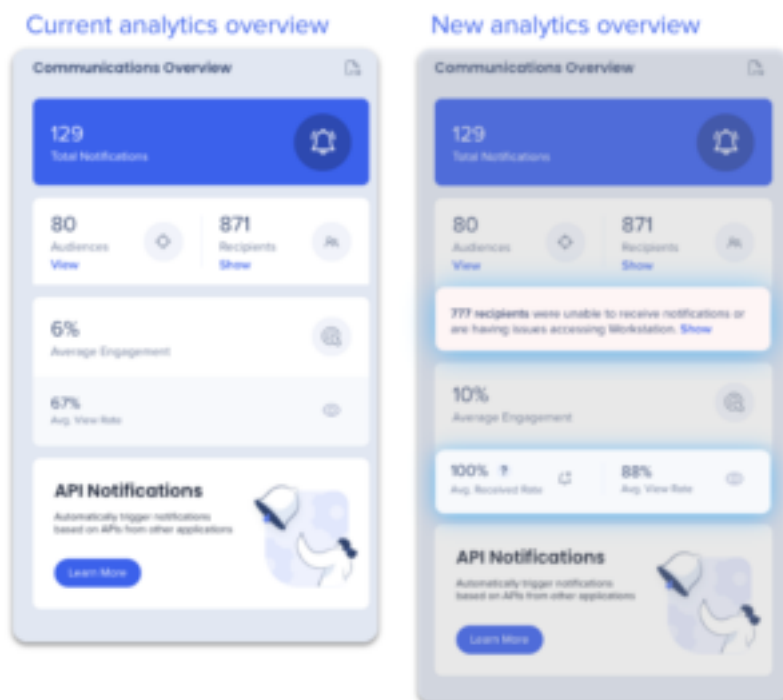 Current analytics overview
Communications Overview
129
Total Notifications
80
Audiences
View
871
Recipients
Show
6%
Average Engagement
67%
Avg. View Rate
API Notifications
Automatically trigger notifications
based on APIs from other applications
Learn More
New analytics overview
Communications Overview
129
Total Notifications
80
Audiences
View
871
Recipients
Show
777 recipients were unable to receive notifications or
are having issues accessing Workstation. Show
10%
Average Engagement
100% ?
Avg. Received Rate
88%
Avg. View Rate
API Notifications
Automatically trigger notifications
based on APIs from other applications
Learn More